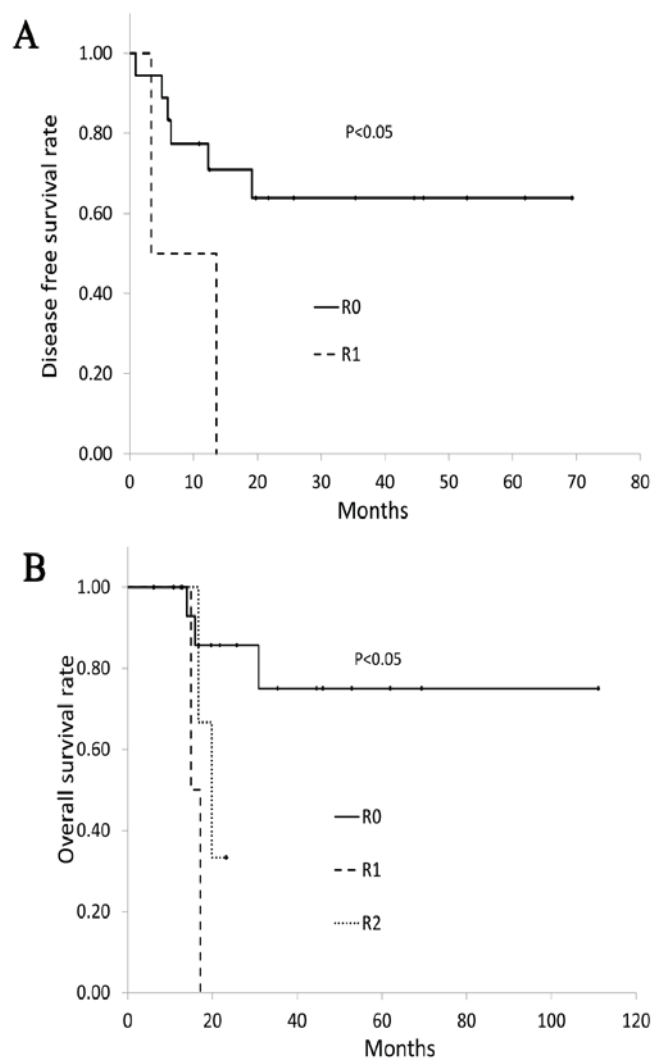 A
Disease free survival rate
1.00
0.80
0.60
0.40
0.20
0.00
P<0.05
R0
R1
0 10 20 30 40 50 60 70 80
Months
B
Overall survival rate
1.00
0.80
0.60
0.40
0.20
0.00
P<0.05
R0
R1
R2
0 20 40 60 80 100 120
Months